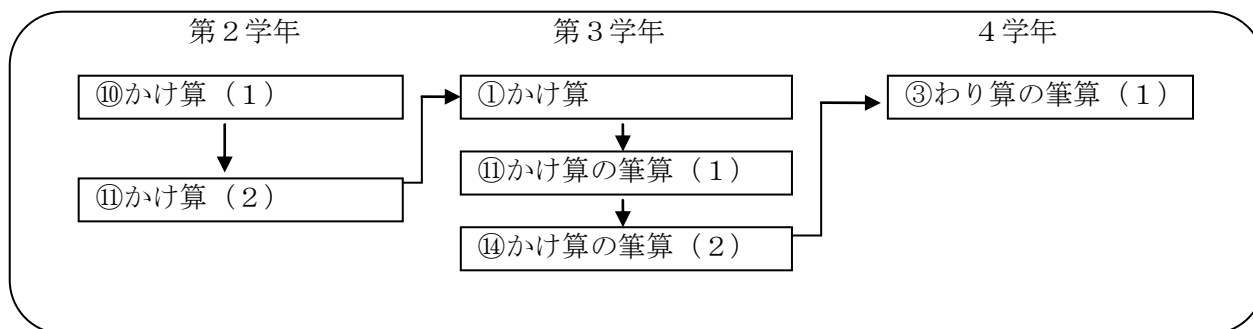 第２学年
第３学年
４学年
⑩かけ算（１）
①かけ算
③わり算の筆算（１）
⑪かけ算の筆算（１）
⑪かけ算（２）
⑭かけ算の筆算（２）